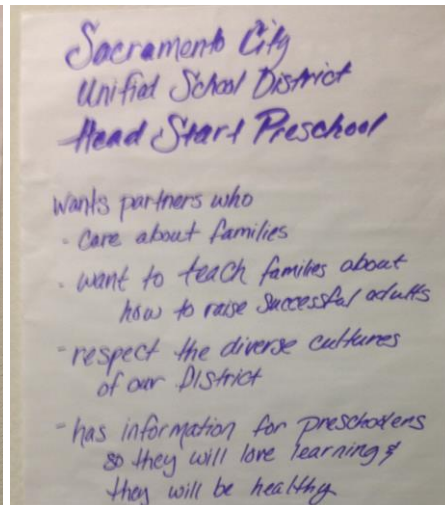 Sacramento City
Unified School District
Head Start Preschool
wants partners who
- care about families
- want to teach families about
how to raise successful adults
- respect the diverse cultures
of our District
- has information for preschoolers
so they will love learning &
they will be healthy